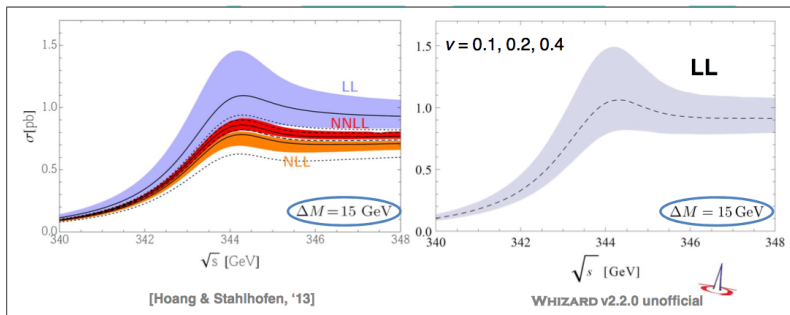 1.5
1.0
0.5
0.0
σ[pb]
LL
NNLL
NLL
ΔM = 15 GeV
340 342 344 346 348
√s [GeV]
[Hoang & Stahlhofen, ‘13]
1.5
1.0
0.5
0.0
v = 0.1, 0.2, 0.4
LL
ΔM = 15 GeV
340 342 344 346 348
√s [GeV]
WHIZARD v2.2.0 unofficial